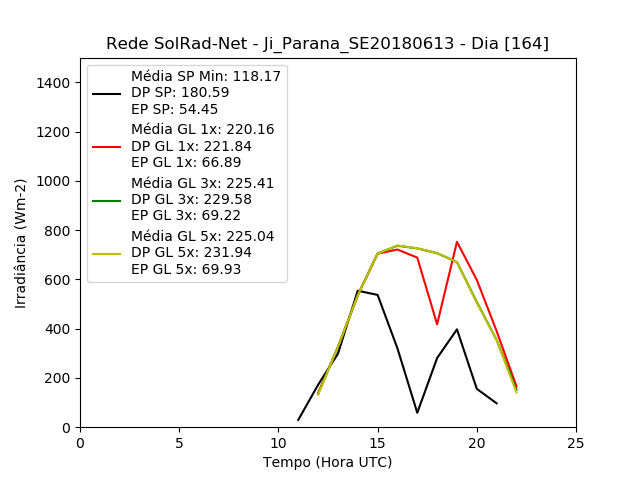 Rede SolRad-Net - Ji_Parana_SE20180613 - Dia [164]
Média SP Min: 118.17
DP SP: 180.59
EP SP: 54.45
Média GL 1x: 220.16
DP GL 1x: 221.84
EP GL 1x: 66.89
Média GL 3x: 225.41
DP GL 3x: 229.58
EP GL 3x: 69.22
Média GL 5x: 225.04
DP GL 5x: 231.94
EP GL 5x: 69.93
Irradiância (Wm-2)
1400
1200
1000
800
600
400
200
0
0 5 10 15 20 25
Tempo (Hora UTC)